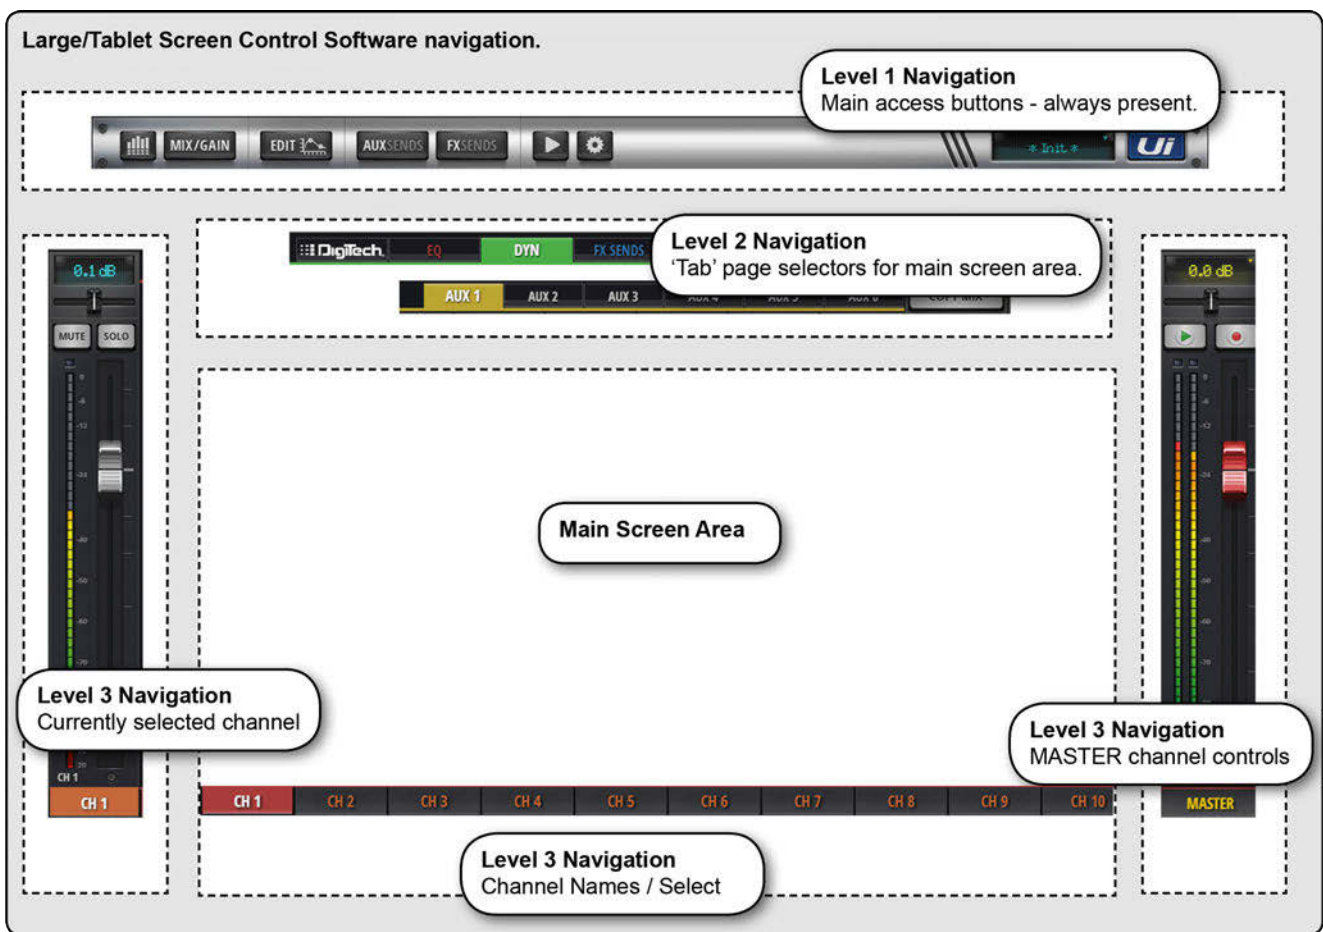 Large/Tablet Screen Control Software navigation.
Level 1 Navigation
Main access buttons - always present.
MIX/GAIN
EDIT
AUXSENDS
FXSENDS
* Init *
Ui
DigiTech
EQ
DYN
FX SENDS
Level 2 Navigation
‘Tab’ page selectors for main screen area.
AUX 1
AUX 2
AUX 3
0.1 dB
MUTE
SOLO
0.0 dB
Main Screen Area
Level 3 Navigation
Currently selected channel
Level 3 Navigation
MASTER channel controls
CH 1
CH 1
CH 1
CH 2
CH 3
CH 4
CH 5
CH 6
CH 7
CH 8
CH 9
CH 10
MASTER
Level 3 Navigation
Channel Names / Select